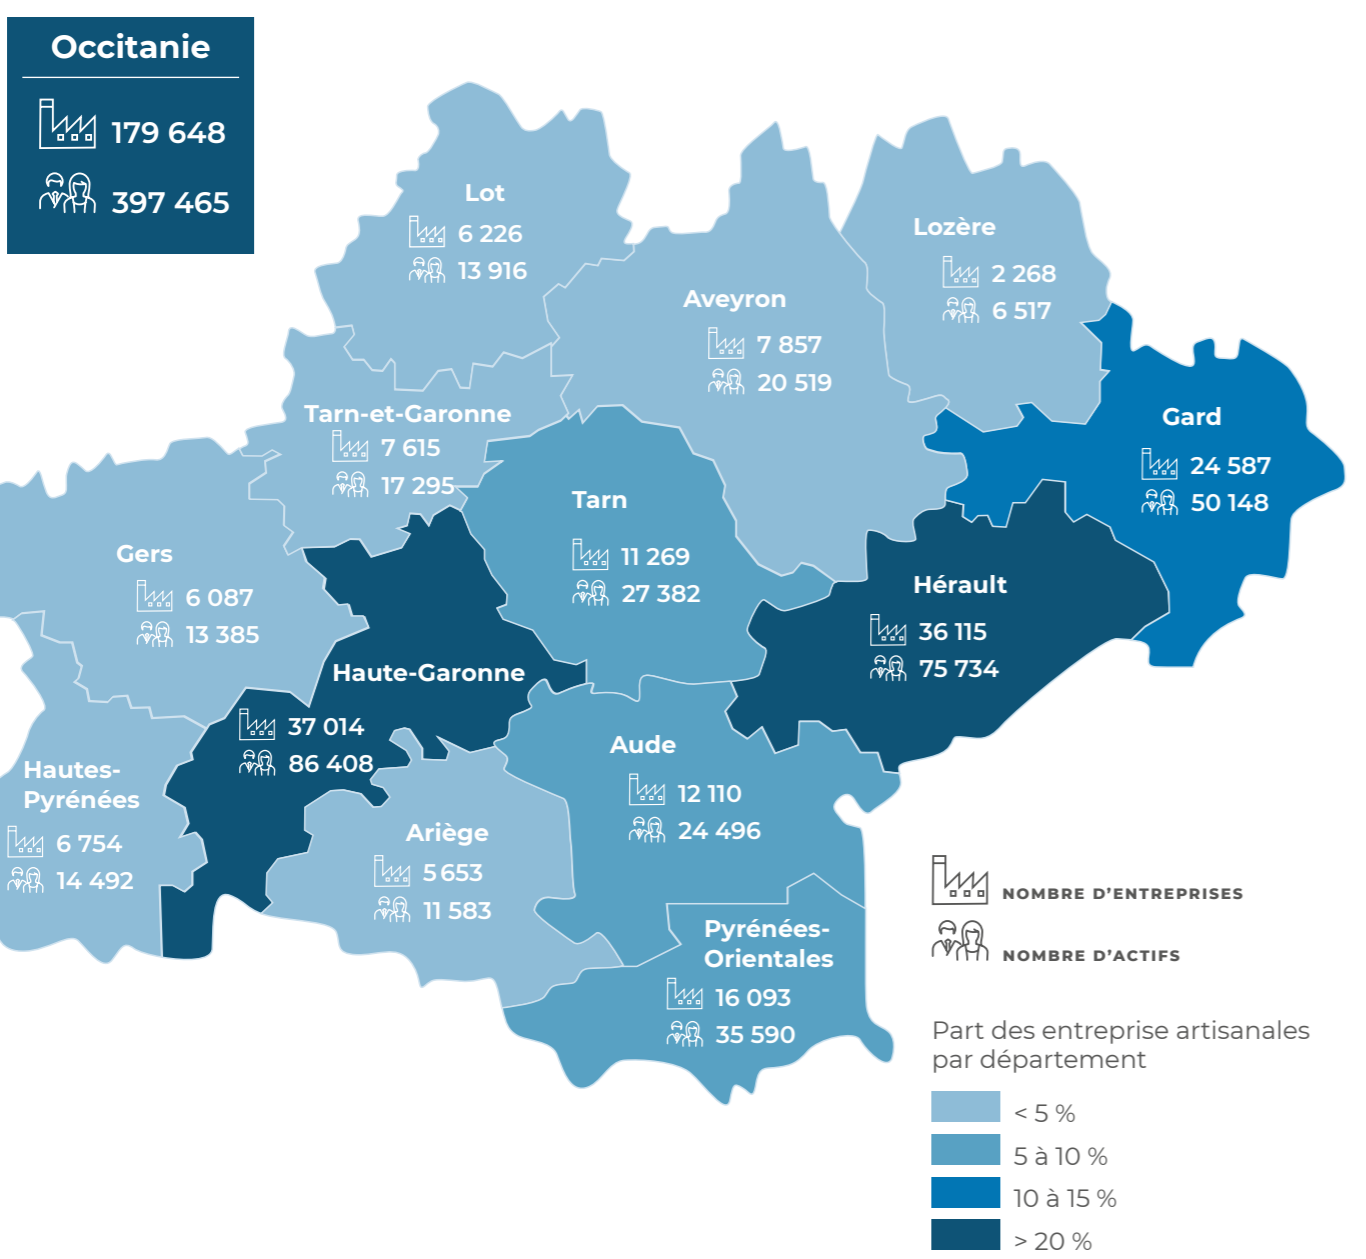 Occitanie
179 648
397 465
Lot
6 226
13 916
Lozère
2 268
6 517
Aveyron
7 857
20 519
Tarn-et-Garonne
7 615
17 295
Gard
24 587
50 148
Tarn
11 269
27 382
Gers
6 087
13 385
Hérault
36 115
75 734
Haute-Garonne
37 014
86 408
Aude
12 110
24 496
Hautes-
Pyrénées
6 754
14 492
Ariège
5 653
11 583
Pyrénées-
Orientales
16 093
35 590
NOMBRE D'ENTREPRISES
NOMBRE D'ACTIFS
Part des entreprise artisanales
par département
< 5 %
5 à 10 %
10 à 15 %
> 20 %